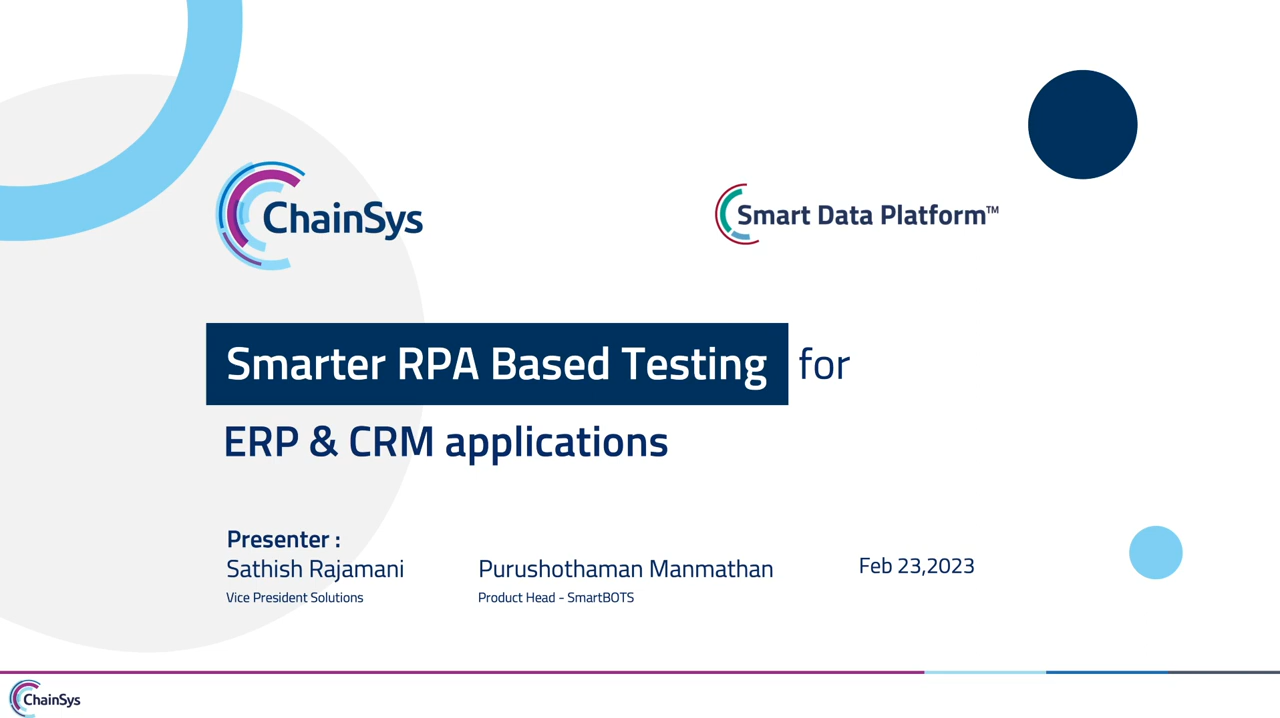 ChainSys
Smart Data Platform™
Smarter RPA Based Testing for
ERP & CRM applications
Presenter :
Sathish Rajamani
Vice President Solutions
Purushothaman Manmathan
Product Head - SmartBOTS
Feb 23,2023
ChainSys